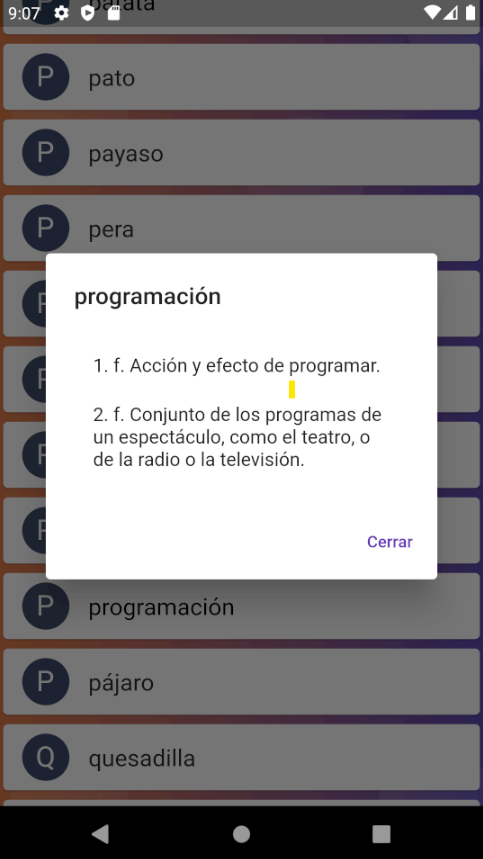 9:07
patata
P pato
P payaso
P pera
programación
1. f. Acción y efecto de programar.
2. f. Conjunto de los programas de
un espectáculo, como el teatro, o
de la radio o la televisión.
Cerrar
P programación
P pájaro
Q quesadilla